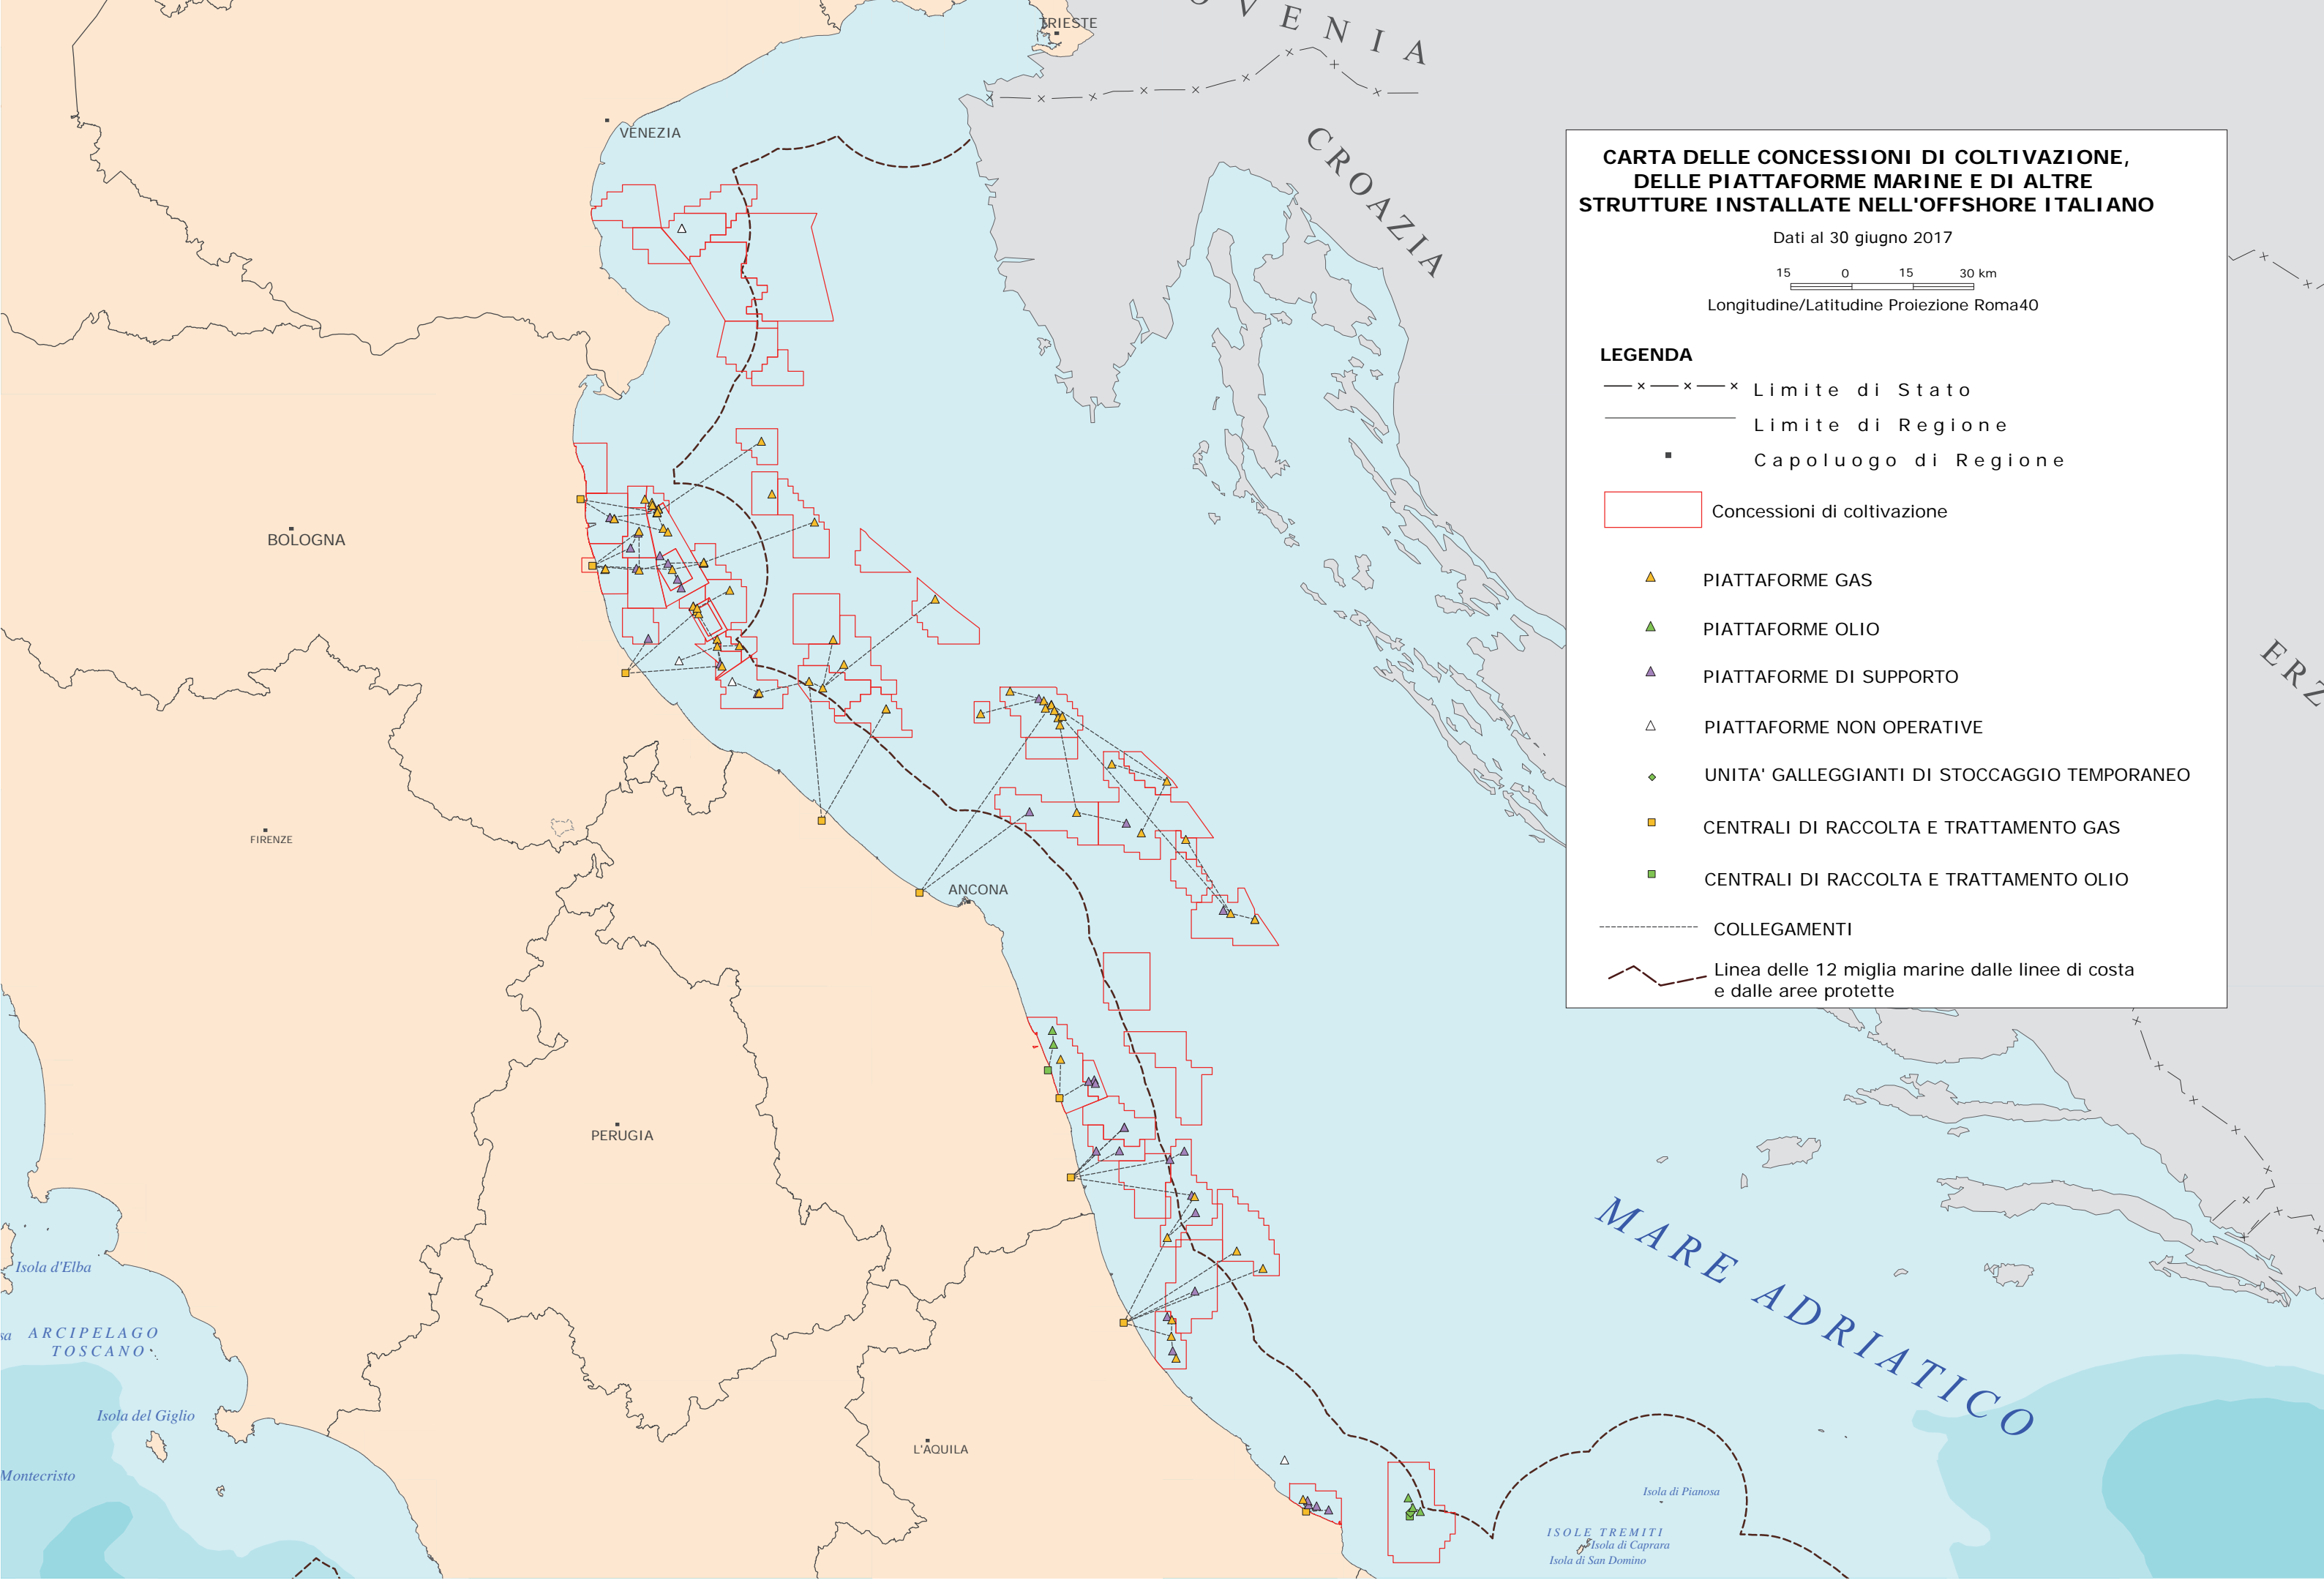 OVENIA
TRIESTE
VENEZIA
CROAZIA
CARTA DELLE CONCESSIONI DI COLTIVAZIONE,
DELLE PIATTAFORME MARINE E DI ALTRE
STRUTTURE INSTALLATE NELL'OFFSHORE ITALIANO
Dati al 30 giugno 2017
15 0 15 30 km
Longitudine/Latitudine Proiezione Roma40
LEGENDA
Limite di Stato
Limite di Regione
Capoluogo di Regione
Concessioni di coltivazione
PIATTAFORME GAS
PIATTAFORME OLIO
PIATTAFORME DI SUPPORTO
PIATTAFORME NON OPERATIVE
UNITA' GALLEGGIANTI DI STOCCAGGIO TEMPORANEO
CENTRALI DI RACCOLTA E TRATTAMENTO GAS
CENTRALI DI RACCOLTA E TRATTAMENTO OLIO
COLLEGAMENTI
Linea delle 12 miglia marine dalle linee di costa
e dalle aree protette
BOLOGNA
ERZ
FIRENZE
ANCONA
PERUGIA
MARE ADRIATICO
Isola d'Elba
sa
ARCIPELAGO
TOSCANO
Isola del Giglio
L'AQUILA
Montecristo
Isola di Pianosa
ISOLE TREMITI
Isola di Caprara
Isola di San Domino